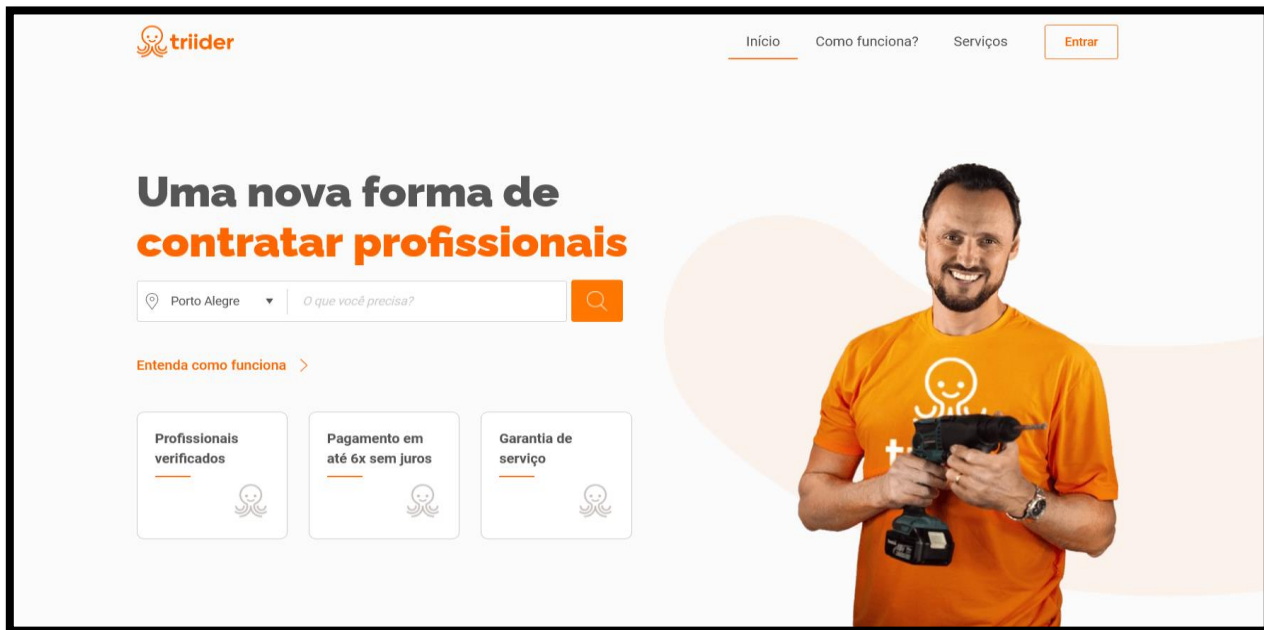 triider
Início
Como funciona?
Serviços
Entrar
Uma nova forma de
contratar profissionais
Porto Alegre
O que você precisa?
Entenda como funciona
Profissionais
verificados
Pagamento em
até 6x sem juros
Garantia de
serviço